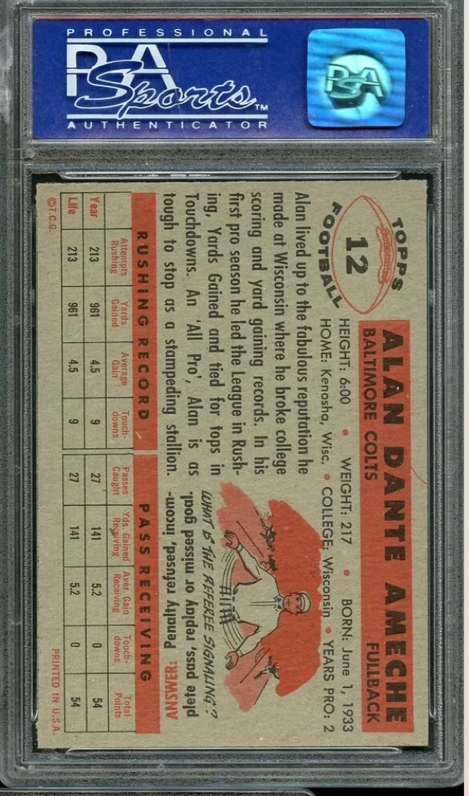 PROFESSIONAL
PSA
Sports™
AUTHENTICATOR
PSA
TOPPS
12
FOOTBALL
ALAN DANTE AMECHE
BALTIMORE COLTS FULLBACK
HEIGHT: 6:00 • WEIGHT: 217 • BORN: June 1, 1933
HOME: Kenosha, Wisc. • COLLEGE: Wisconsin • YEARS PRO: 2
Alan lived up to the fabulous reputation he
made at Wisconsin where he broke college
scoring and yard gaining records. In his
first pro season he led the League in Rush-
ing, Yards Gained and tied for tops in
Touchdowns. An 'All Pro', Alan is as
tough to stop as a stampeding stallion.
WHAT IS THE REFEREE SIGNALING?
ANSWER: Penalty refused, incom-
plete pass, replay or missed goal.
RUSHING RECORD PASS RECEIVING
Year Attempts Rushing Yards Gained Average Gain Touch-downs Passes Caught Yds. Gained Receiving Aver. Gain Receiving Touch-downs Total Points
Year 213 961 4.5 9 27 141 5.2 0 54
Life 213 961 4.5 9 27 141 5.2 0 54
©T.C.G. PRINTED IN U.S.A.